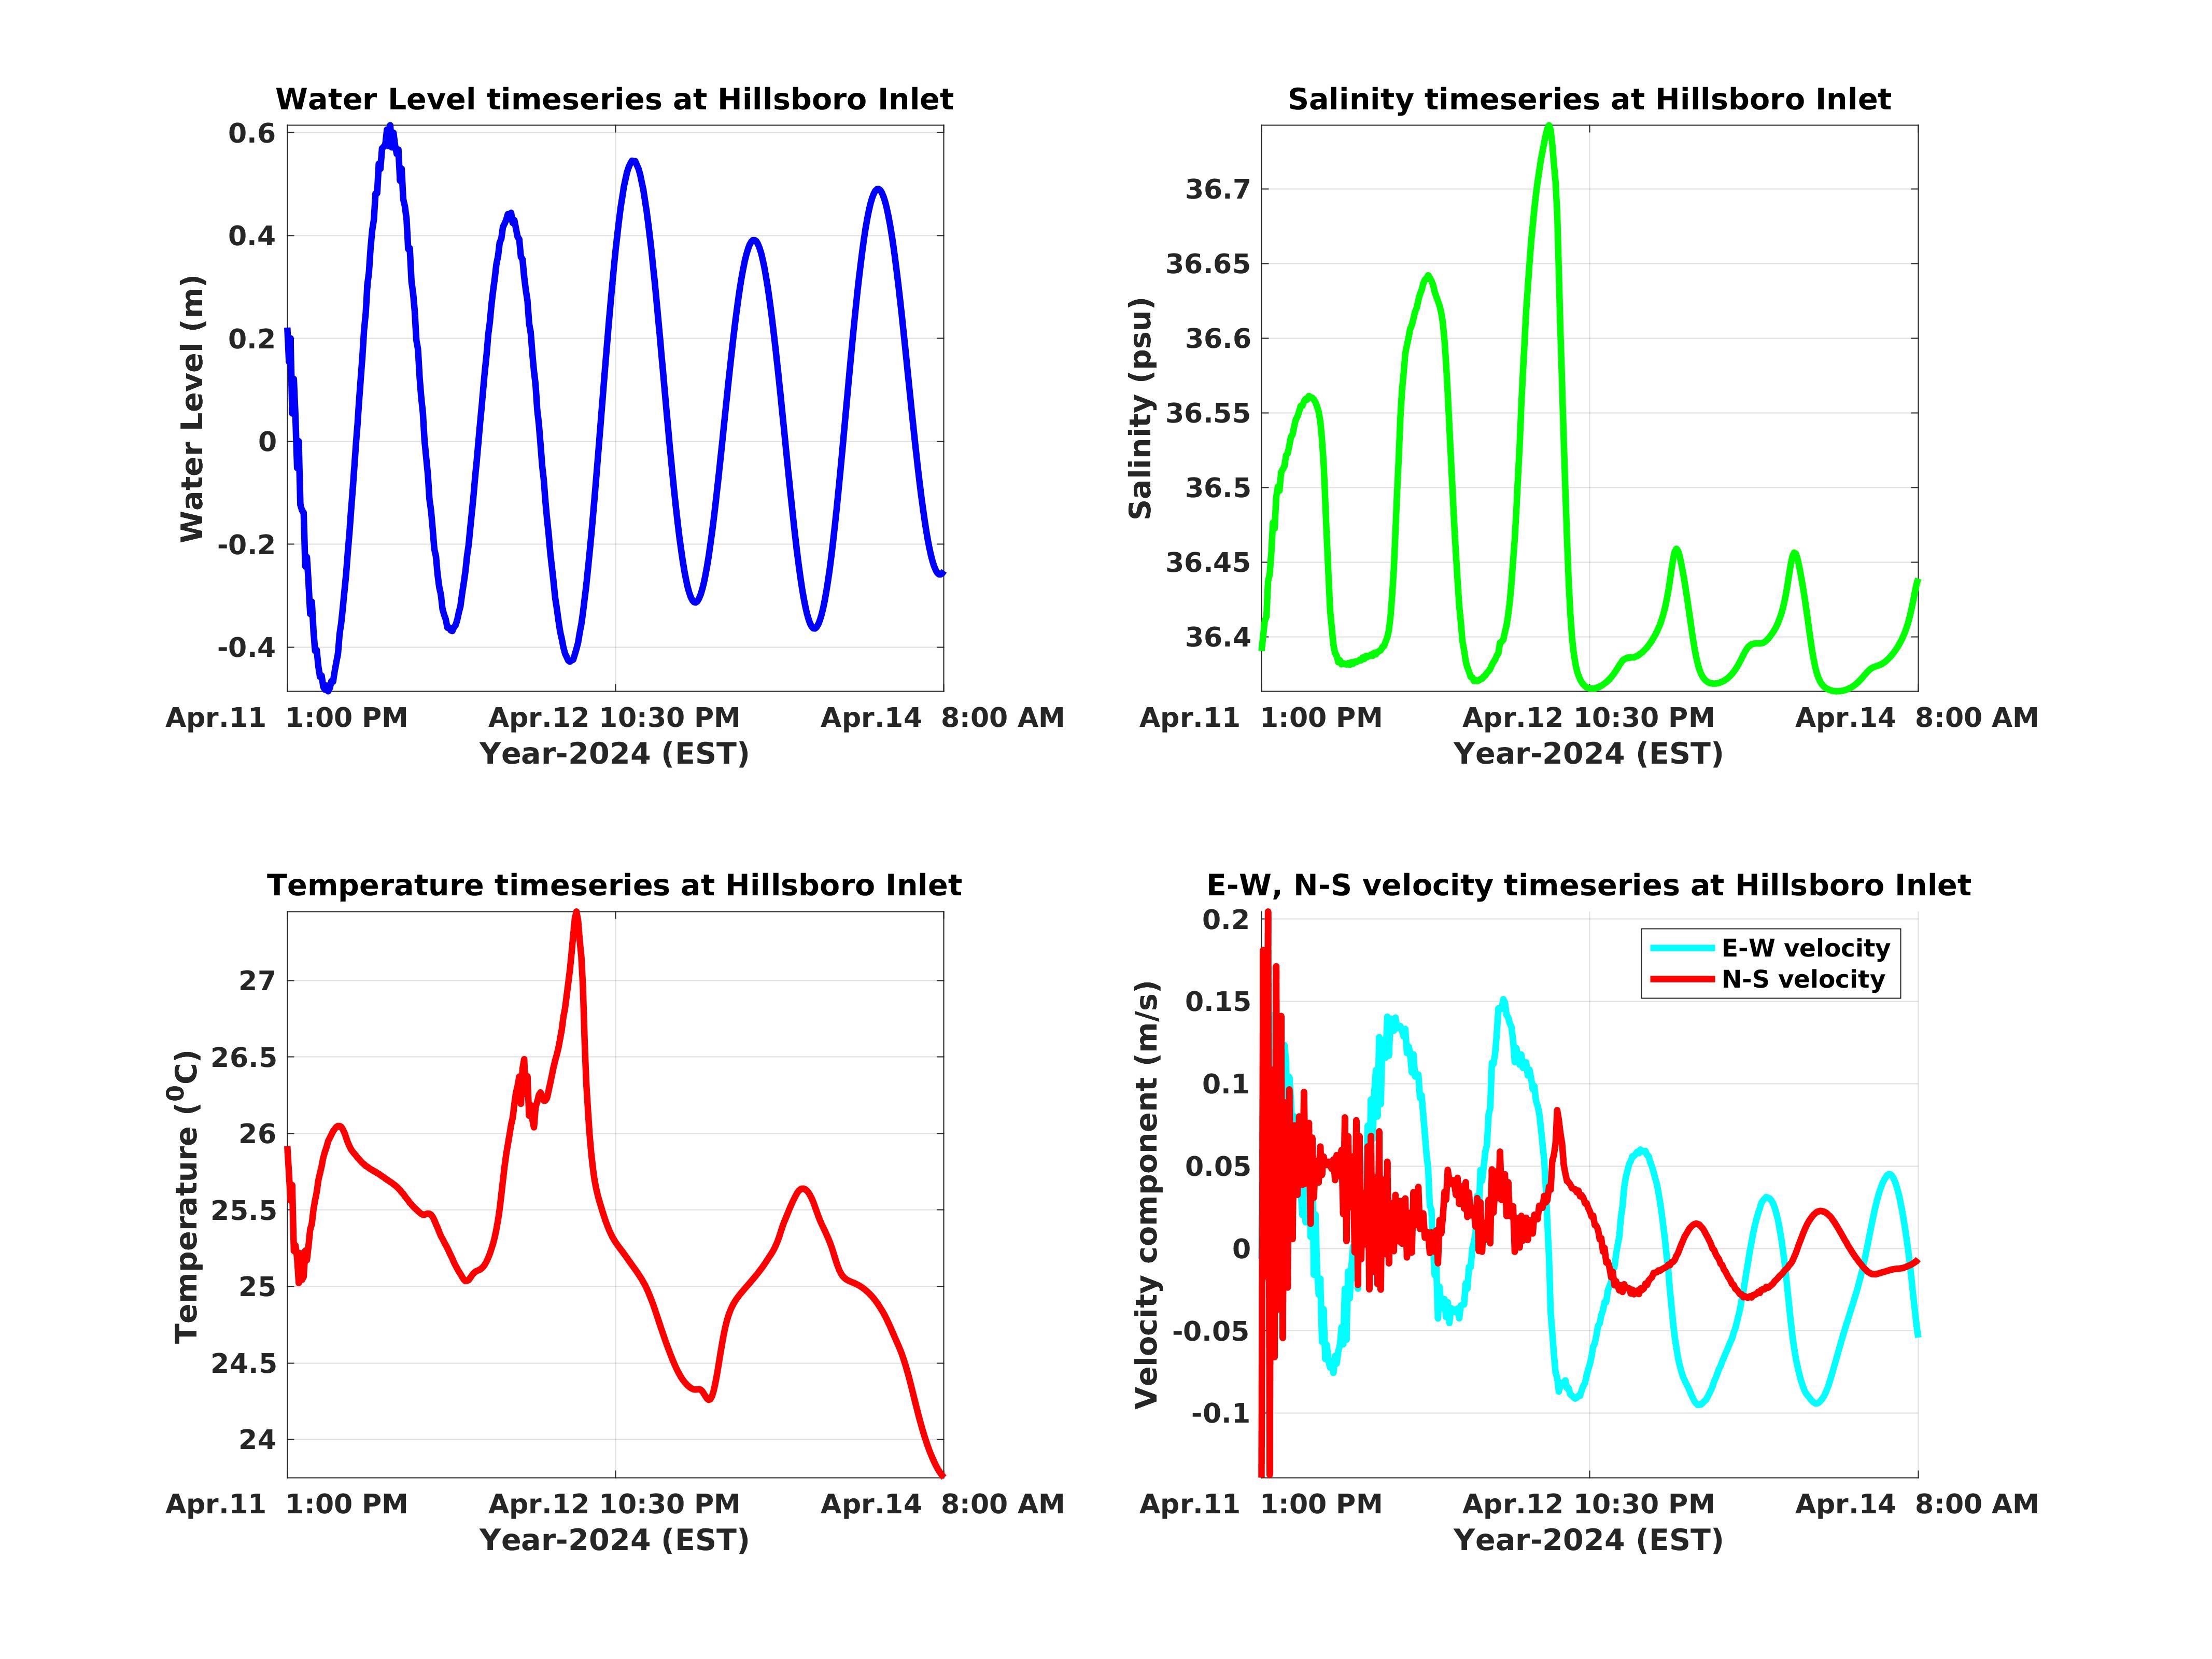 Water Level timeseries at Hillsboro Inlet
0.6
0.4
0.2
0
-0.2
-0.4
Water Level (m)
Apr.11 1:00 PM
Apr.12 10:30 PM
Apr.14 8:00 AM
Year-2024 (EST)
Salinity timeseries at Hillsboro Inlet
36.7
36.65
36.6
36.55
36.5
36.45
36.4
Salinity (psu)
Apr.11 1:00 PM
Apr.12 10:30 PM
Apr.14 8:00 AM
Year-2024 (EST)
Temperature timeseries at Hillsboro Inlet
27
26.5
26
25.5
25
24.5
24
Temperature (⁰C)
Apr.11 1:00 PM
Apr.12 10:30 PM
Apr.14 8:00 AM
Year-2024 (EST)
E-W, N-S velocity timeseries at Hillsboro Inlet
0.2
0.15
0.1
0.05
0
-0.05
-0.1
Velocity component (m/s)
E-W velocity
N-S velocity
Apr.11 1:00 PM
Apr.12 10:30 PM
Apr.14 8:00 AM
Year-2024 (EST)